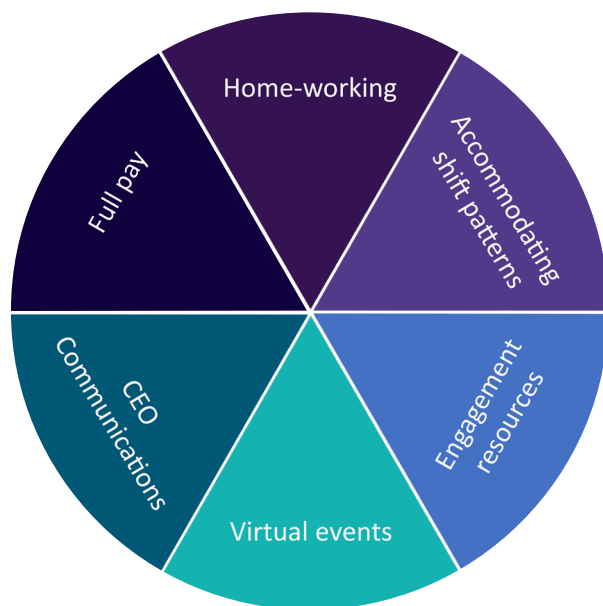 Home-working
Accommodating
shift patterns
Engagement
resources
Virtual events
CEO
Communications
Full pay